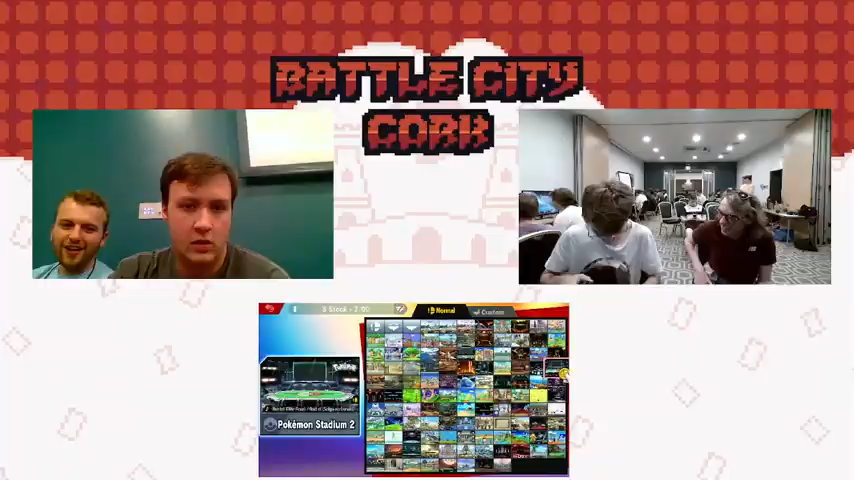 BATTLE CITY
CORK
3 Stock - 7:00
Normal
Custom
Pokémon Stadium 2